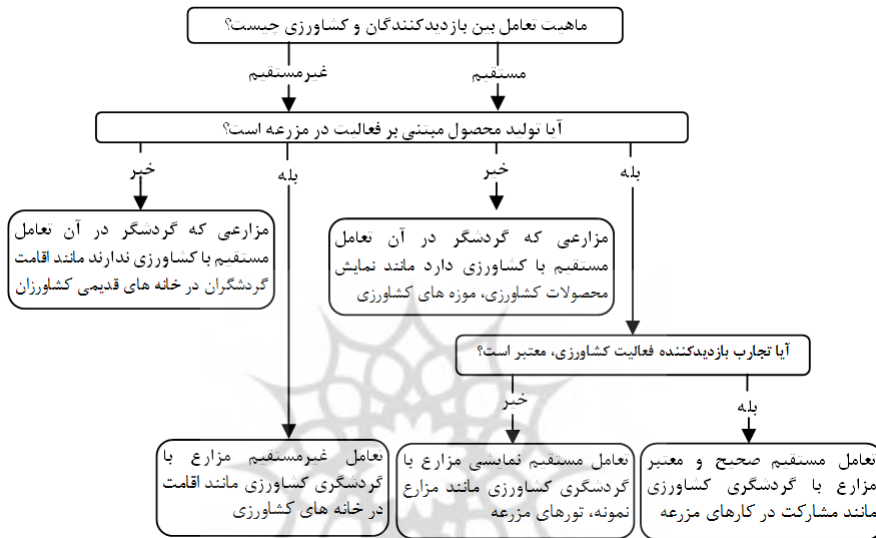 ماهیت تعامل بین بازدیدکنندگان و کشاورزی چیست؟
مستقیم
غیرمستقیم
آیا تولید محصول مبتنی بر فعالیت در مزرعه است؟
بله
خیر
بله
خیر
مزارعی که گردشگر در آن تعامل
مستقیم با کشاورزی دارد مانند نمایش
محصولات کشاورزی، موزه های کشاورزی
مزارعی که گردشگر در آن تعامل
مستقیم با کشاورزی ندارند مانند اقامت
گردشگران در خانه های قدیمی کشاورزان
آیا تجارب بازدیدکننده فعالیت کشاورزی، معتبر است؟
بله
خیر
تعامل مستقیم صحیح و معتبر
مزارع با گردشگری کشاورزی
مانند مشارکت در کارهای مزرعه
تعامل مستقیم نمایشی مزارع با
گردشگری کشاورزی مانند مزارع
نمونه، تورهای مزرعه
تعامل غیرمستقیم مزارع با
گردشگری کشاورزی مانند اقامت
در خانه های کشاورزی